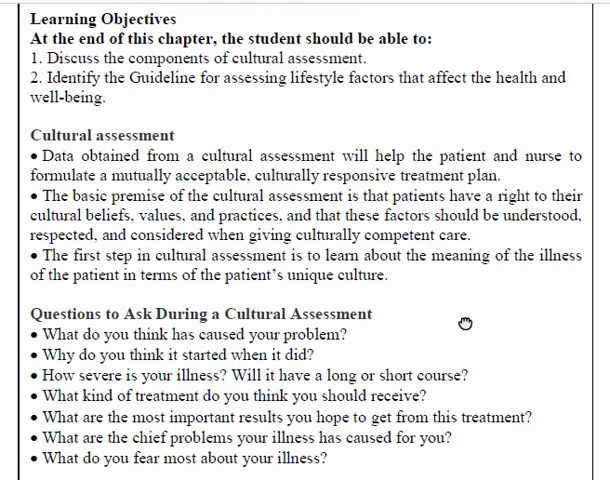 Learning Objectives
At the end of this chapter, the student should be able to:
1. Discuss the components of cultural assessment.
2. Identify the Guideline for assessing lifestyle factors that affect the health and
well-being.
Cultural assessment
• Data obtained from a cultural assessment will help the patient and nurse to
formulate a mutually acceptable, culturally responsive treatment plan.
• The basic premise of the cultural assessment is that patients have a right to their
cultural beliefs, values, and practices, and that these factors should be understood,
respected, and considered when giving culturally competent care.
• The first step in cultural assessment is to learn about the meaning of the illness
of the patient in terms of the patient’s unique culture.
Questions to Ask During a Cultural Assessment
• What do you think has caused your problem?
• Why do you think it started when it did?
• How severe is your illness? Will it have a long or short course?
• What kind of treatment do you think you should receive?
• What are the most important results you hope to get from this treatment?
• What are the chief problems your illness has caused for you?
• What do you fear most about your illness?